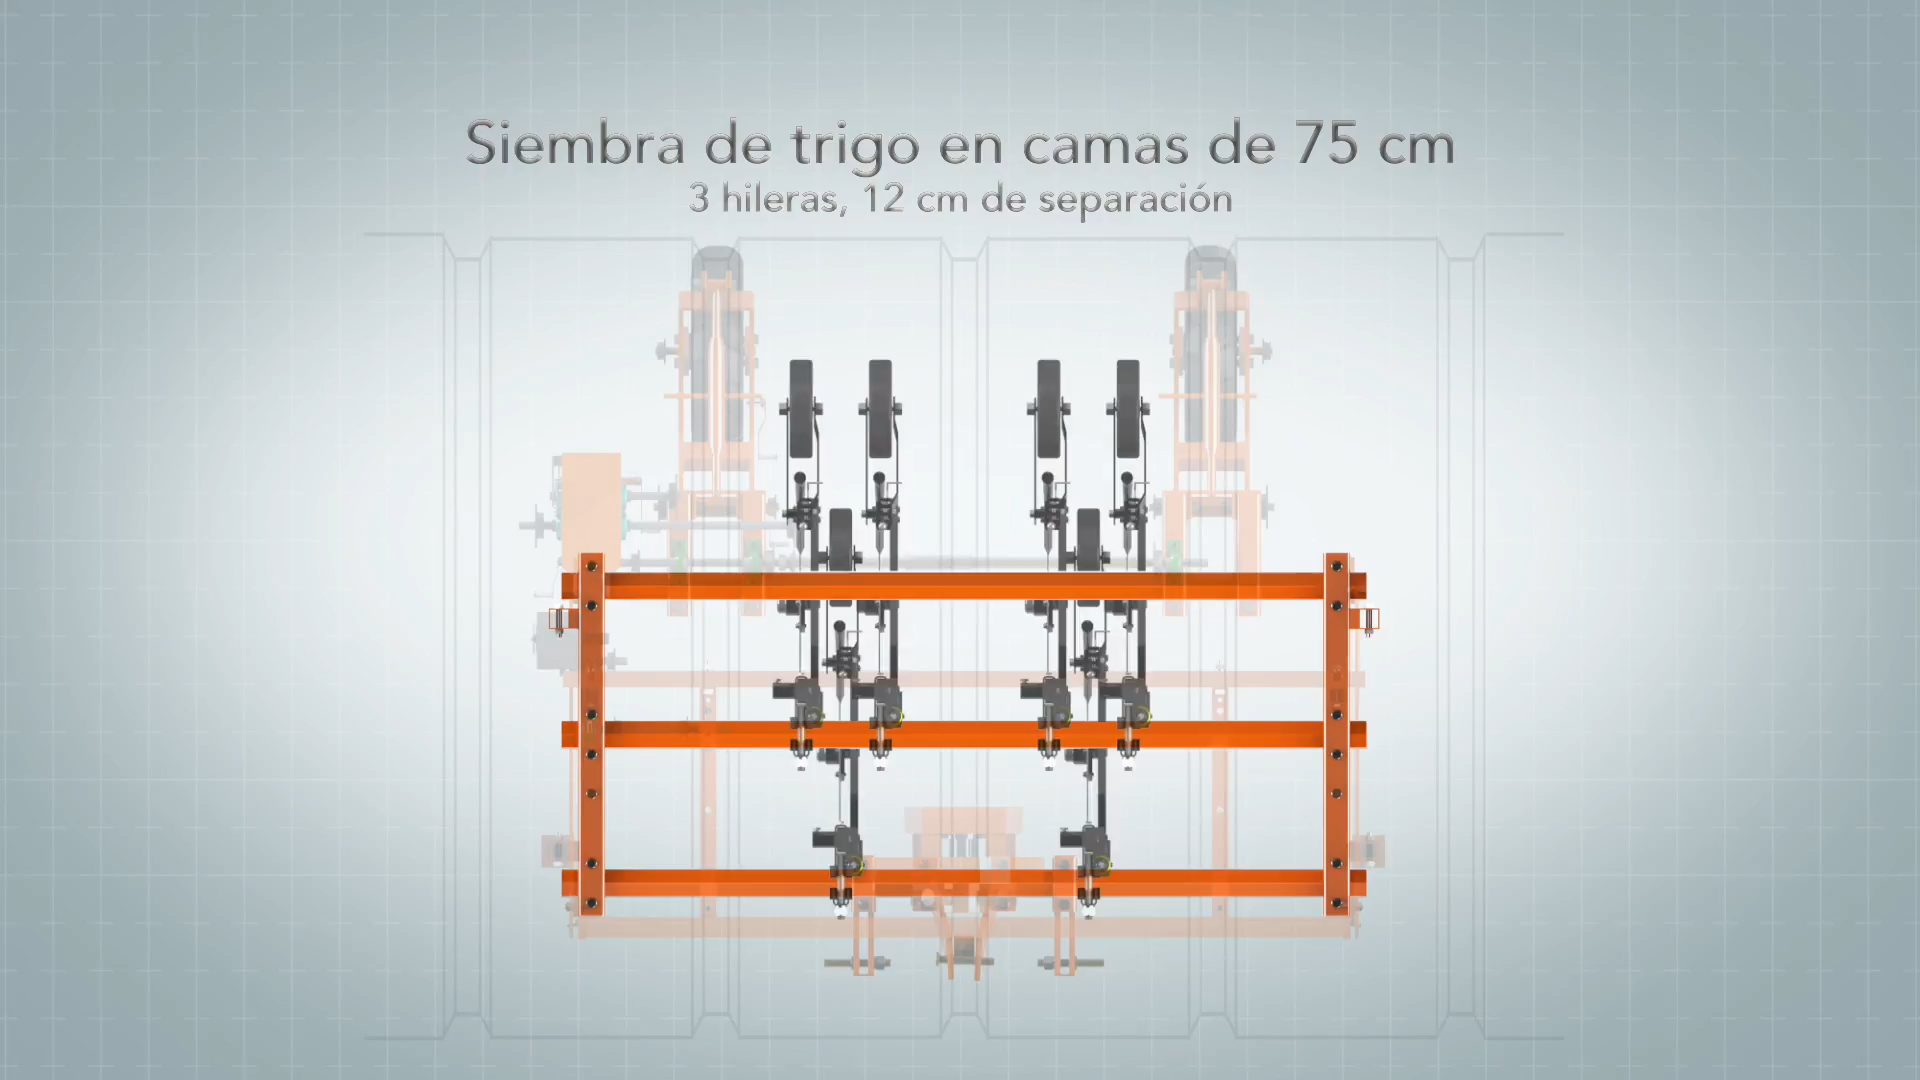 Siembra de trigo en camas de 75 cm
3 hileras, 12 cm de separación